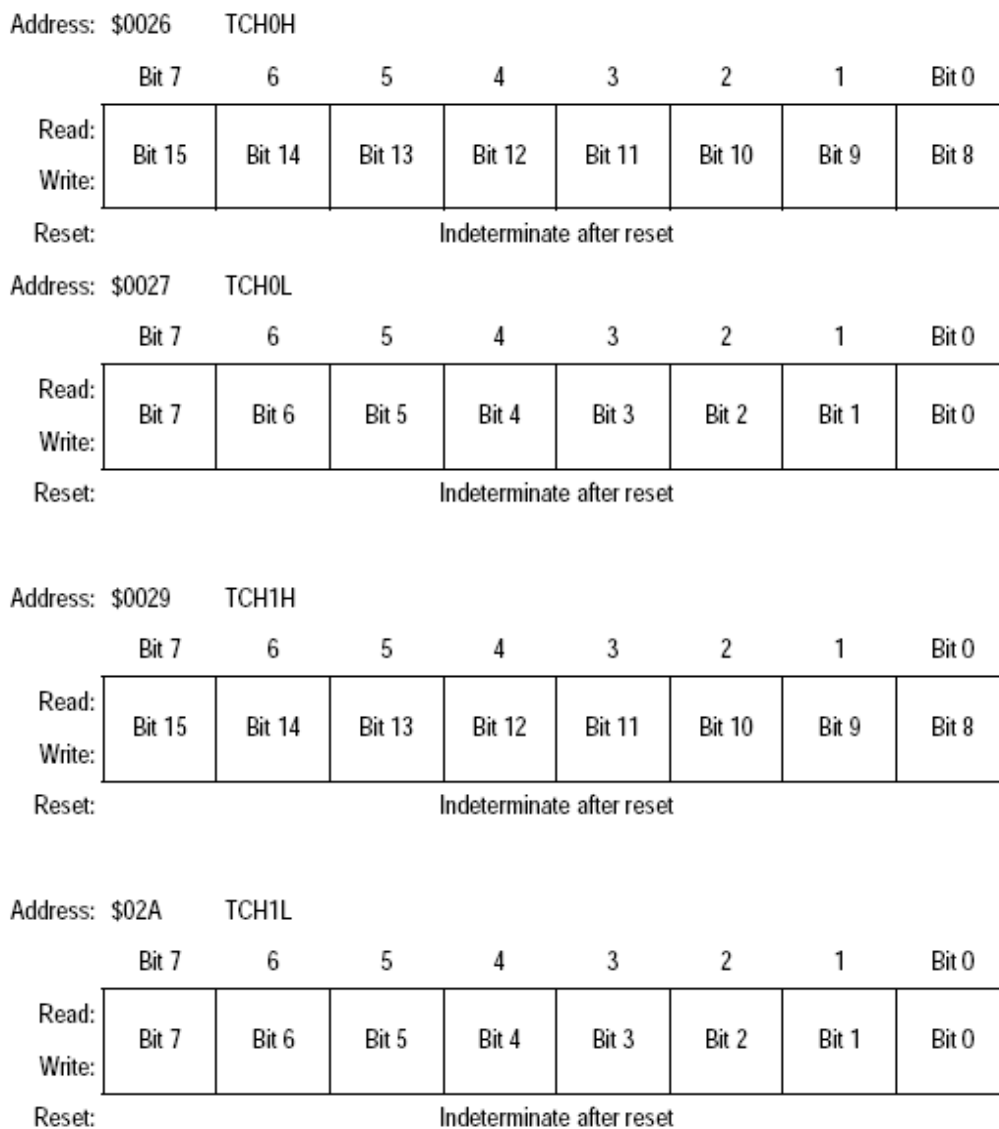 Address: $0026 TCH0H
Bit 7 6 5 4 3 2 1 Bit 0
Read:
Bit 15 Bit 14 Bit 13 Bit 12 Bit 11 Bit 10 Bit 9 Bit 8
Write:
Reset: Indeterminate after reset
Address: $0027 TCH0L
Bit 7 6 5 4 3 2 1 Bit 0
Read:
Bit 7 Bit 6 Bit 5 Bit 4 Bit 3 Bit 2 Bit 1 Bit 0
Write:
Reset: Indeterminate after reset
Address: $0029 TCH1H
Bit 7 6 5 4 3 2 1 Bit 0
Read:
Bit 15 Bit 14 Bit 13 Bit 12 Bit 11 Bit 10 Bit 9 Bit 8
Write:
Reset: Indeterminate after reset
Address: $02A TCH1L
Bit 7 6 5 4 3 2 1 Bit 0
Read:
Bit 7 Bit 6 Bit 5 Bit 4 Bit 3 Bit 2 Bit 1 Bit 0
Write:
Reset: Indeterminate after reset